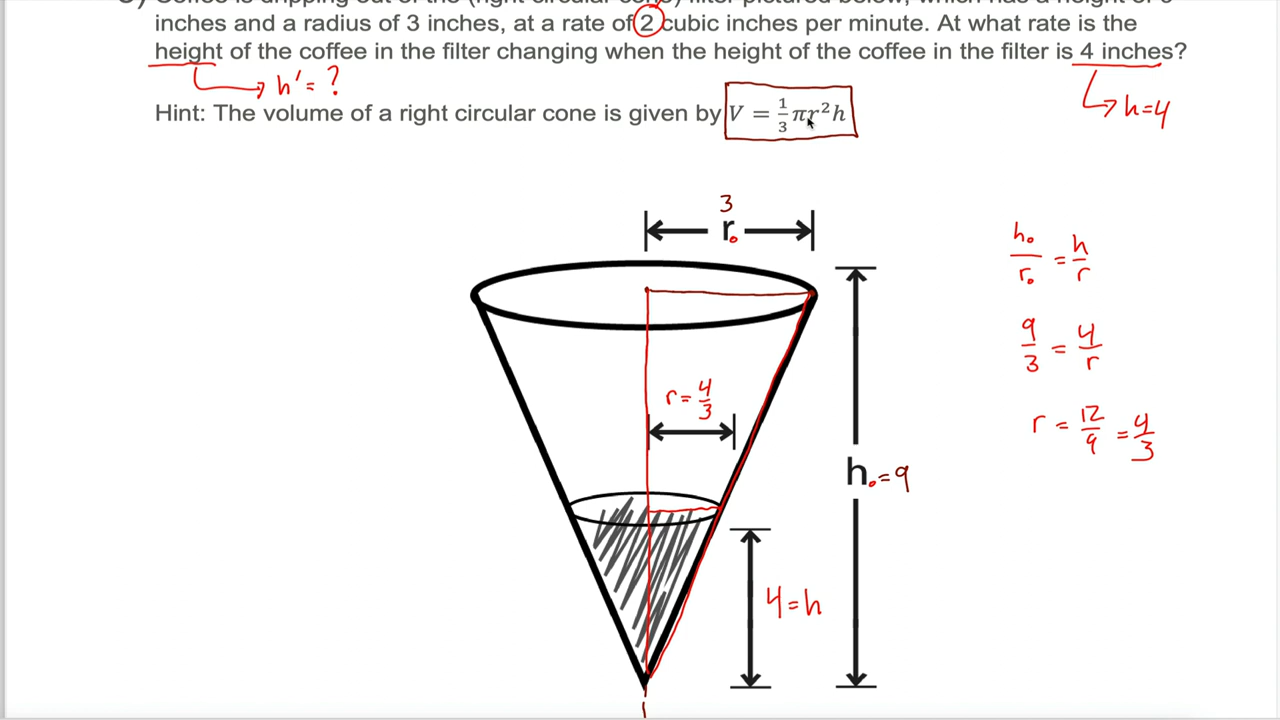 inches and a radius of 3 inches, at a rate of 2 cubic inches per minute. At what rate is the
height of the coffee in the filter changing when the height of the coffee in the filter is 4 inches?
h' = ?
h=4
Hint: The volume of a right circular cone is given by V = 1/3 πr²h
3
r₀
h₀/r₀ = h/r
9/3 = 4/r
r = 4/3
r = 12/9 = 4/3
h₀=9
4=h